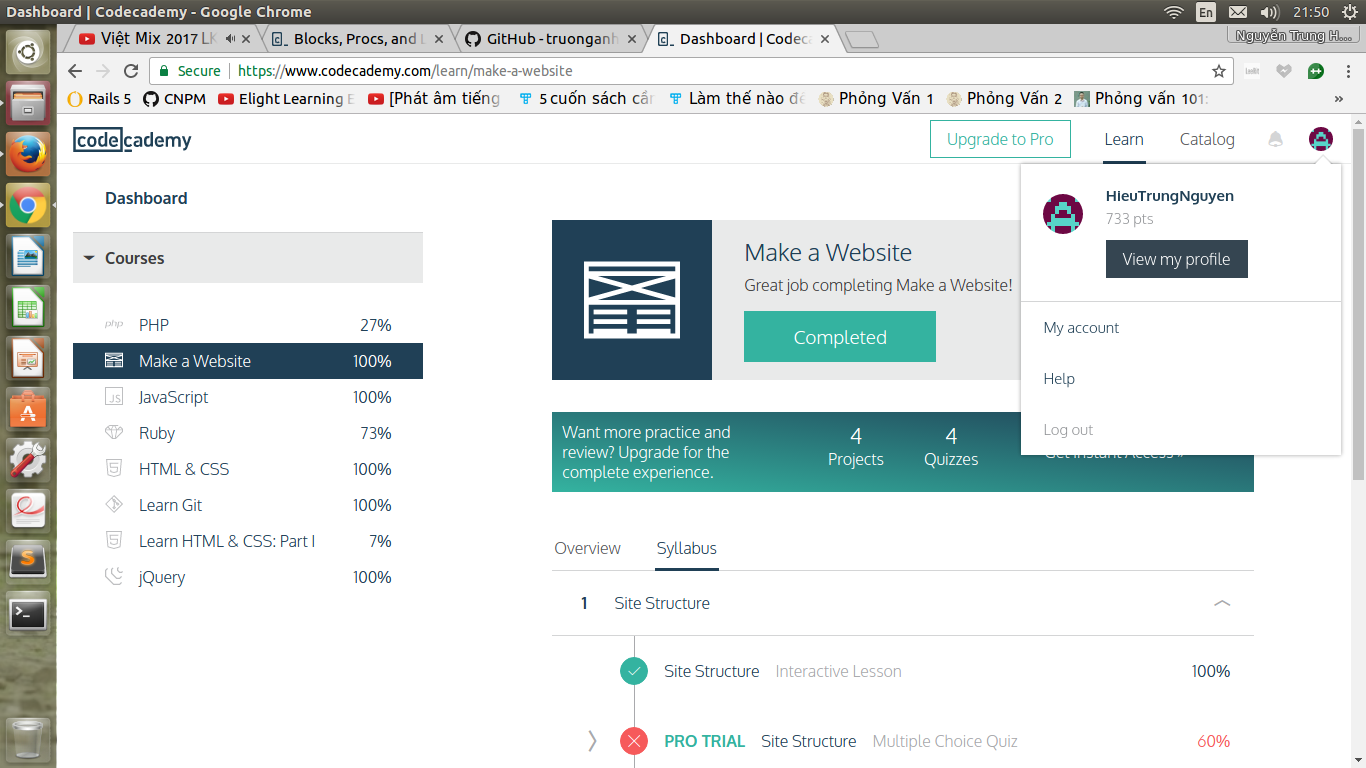 Dashboard | Codecademy - Google Chrome
En
21:50
Việt Mix 2017 LK
Blocks, Procs, and L
GitHub - truonganh
Dashboard | Codeca
Nguyễn Trung H...
Secure
https://www.codecademy.com/learn/make-a-website
Rails 5
CNPM
Elight Learning E
[Phát âm tiếng
5 cuốn sách cần
Làm thế nào để
Phỏng Vấn 1
Phỏng Vấn 2
Phỏng vấn 101:
»
codecademy
Upgrade to Pro
Learn
Catalog
Dashboard
Courses
php PHP 27%
Make a Website 100%
JS JavaScript 100%
Ruby 73%
HTML & CSS 100%
Learn Git 100%
Learn HTML & CSS: Part I 7%
jQuery 100%
Make a Website
Great job completing Make a Website!
Completed
HieuTrungNguyen
733 pts
View my profile
My account
Help
Log out
Want more practice and
review? Upgrade for the
complete experience.
4
Projects
4
Quizzes
Get Instant Access »
Overview
Syllabus
1 Site Structure
Site Structure Interactive Lesson 100%
PRO TRIAL Site Structure Multiple Choice Quiz 60%